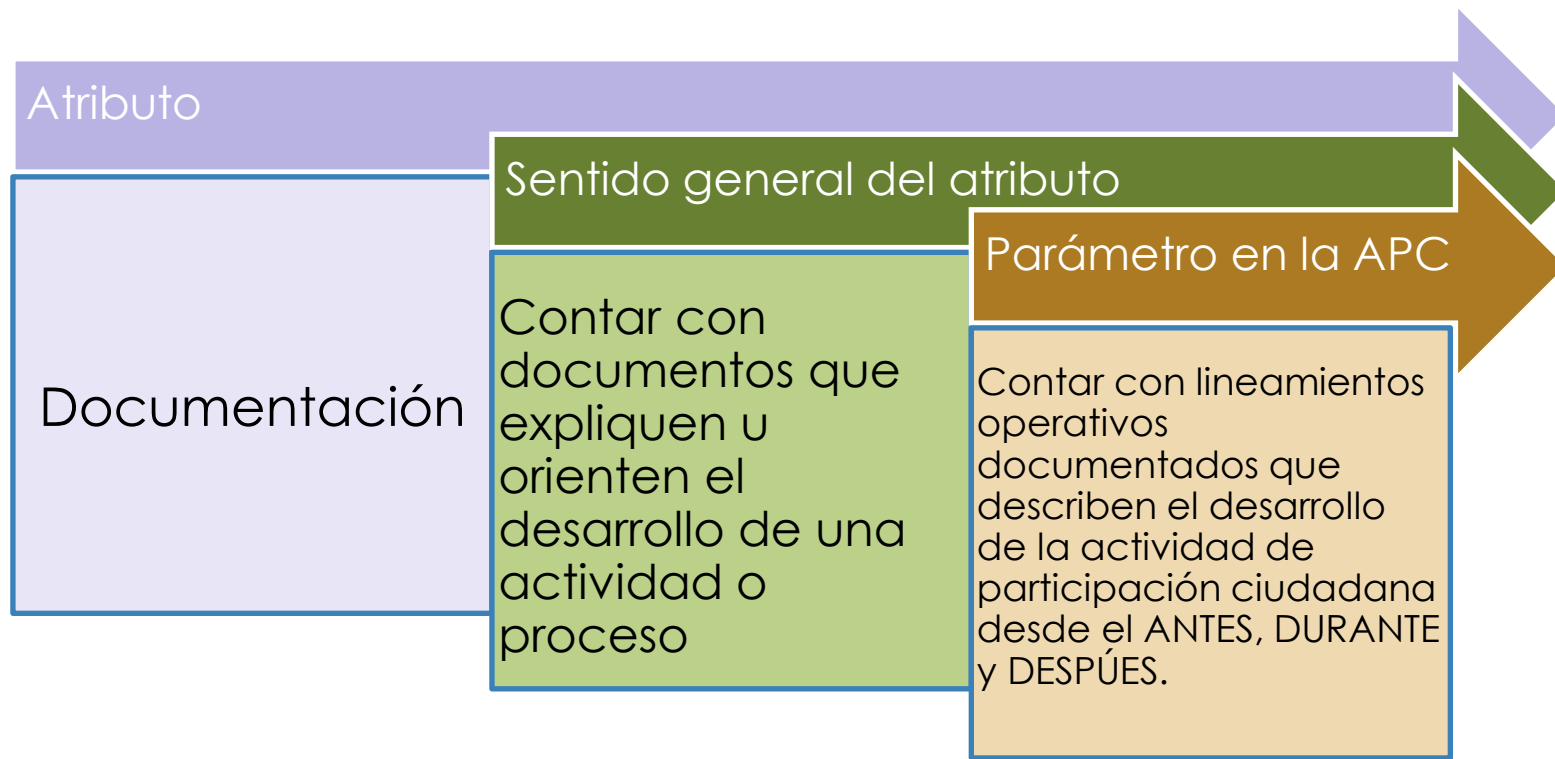 Atributo
Documentación
Sentido general del atributo
Contar con
documentos que
expliquen u
orienten el
desarrollo de una
actividad o
proceso
Parámetro en la APC
Contar con lineamientos
operativos
documentados que
describen el desarrollo
de la actividad de
participación ciudadana
desde el ANTES, DURANTE
y DESPÚES.